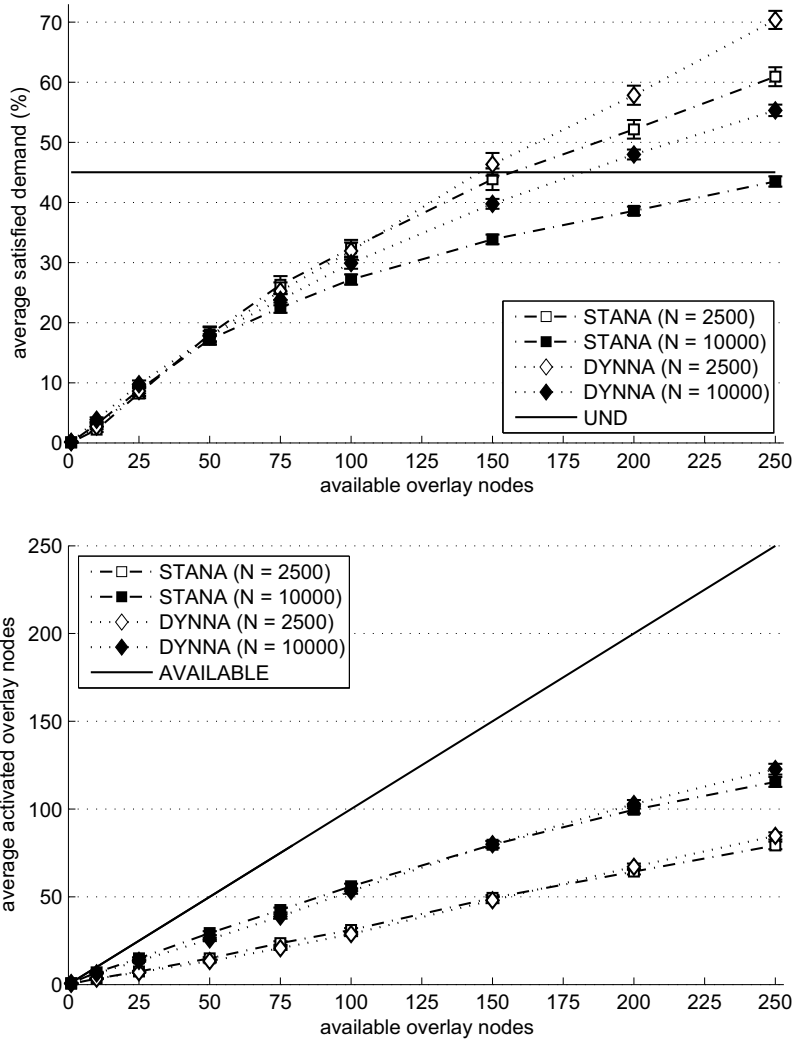 70
60
50
40
30
20
10
0
average satisfied demand (%)
0 25 50 75 100 125 150 175 200 225 250
available overlay nodes
STANA (N = 2500)
STANA (N = 10000)
DYNNA (N = 2500)
DYNNA (N = 10000)
UND
250
200
150
100
50
0
average activated overlay nodes
0 25 50 75 100 125 150 175 200 225 250
available overlay nodes
STANA (N = 2500)
STANA (N = 10000)
DYNNA (N = 2500)
DYNNA (N = 10000)
AVAILABLE